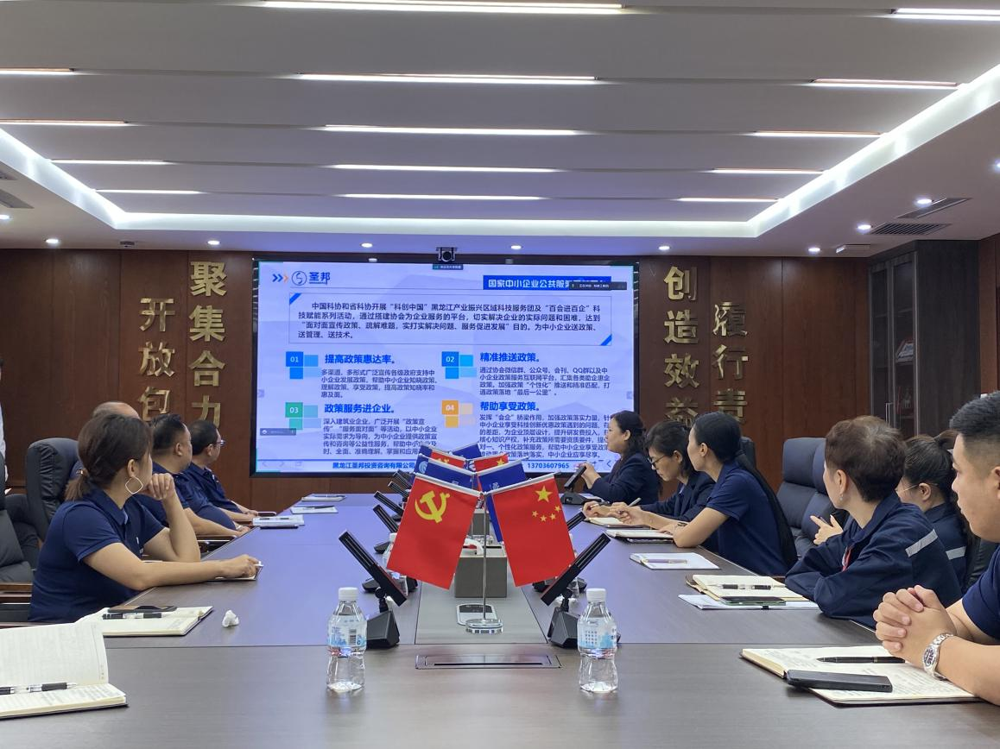 聚集合力
开放包
创造效益
履行责
圣邦
国家中小企业公共服务
中国科协和省科协开展“科创中国”黑龙江产业振兴区域科技服务团及“百会进百企”科
技赋能系列活动，通过搭建协会为企业服务的平台，切实解决企业的实际问题和困难，达到
“面对面宣传政策、疏解难题，实打实解决问题、服务促进发展”目的。为中小企业送政策、
送管理、送技术。
01
提高政策惠达率。
多渠道，多形式广泛宣传各级政府支持中
小企业发展政策，帮助中小企业知晓政策、
理解政策、享受政策，提高政策知晓率和
惠及面。
02
精准推送政策。
通过协会微信群、公众号、会刊、QQ群以及中
小企业政策服务互联网平台，汇集各类助企惠企
政策，加强政策“个性化”推送和精准匹配，打
通政策落地“最后一公里”。
03
政策服务进企业。
深入建筑业企业，广泛开展“政策宣
传”“服务面对面”等活动，以中小企业
实际需求为导向，为中小企业提供政策宣
传和咨询等公益性服务，帮助中小企业
时、全面、准确理解、掌握和应用
04
帮助享受政策。
发挥“会企”桥梁作用，加强政策落实力量，针
中小企业享受科技创新优惠政策遇到的问题、
的差距，为企业顶层设计，提升研发费投入，
核心知识产权，补充政策所需要资质要件，
对一、个性化政策服务，帮助中小企业享受政
政策落地落实，中小企业应享尽享。
黑龙江圣邦投资咨询有限公司
13703607965